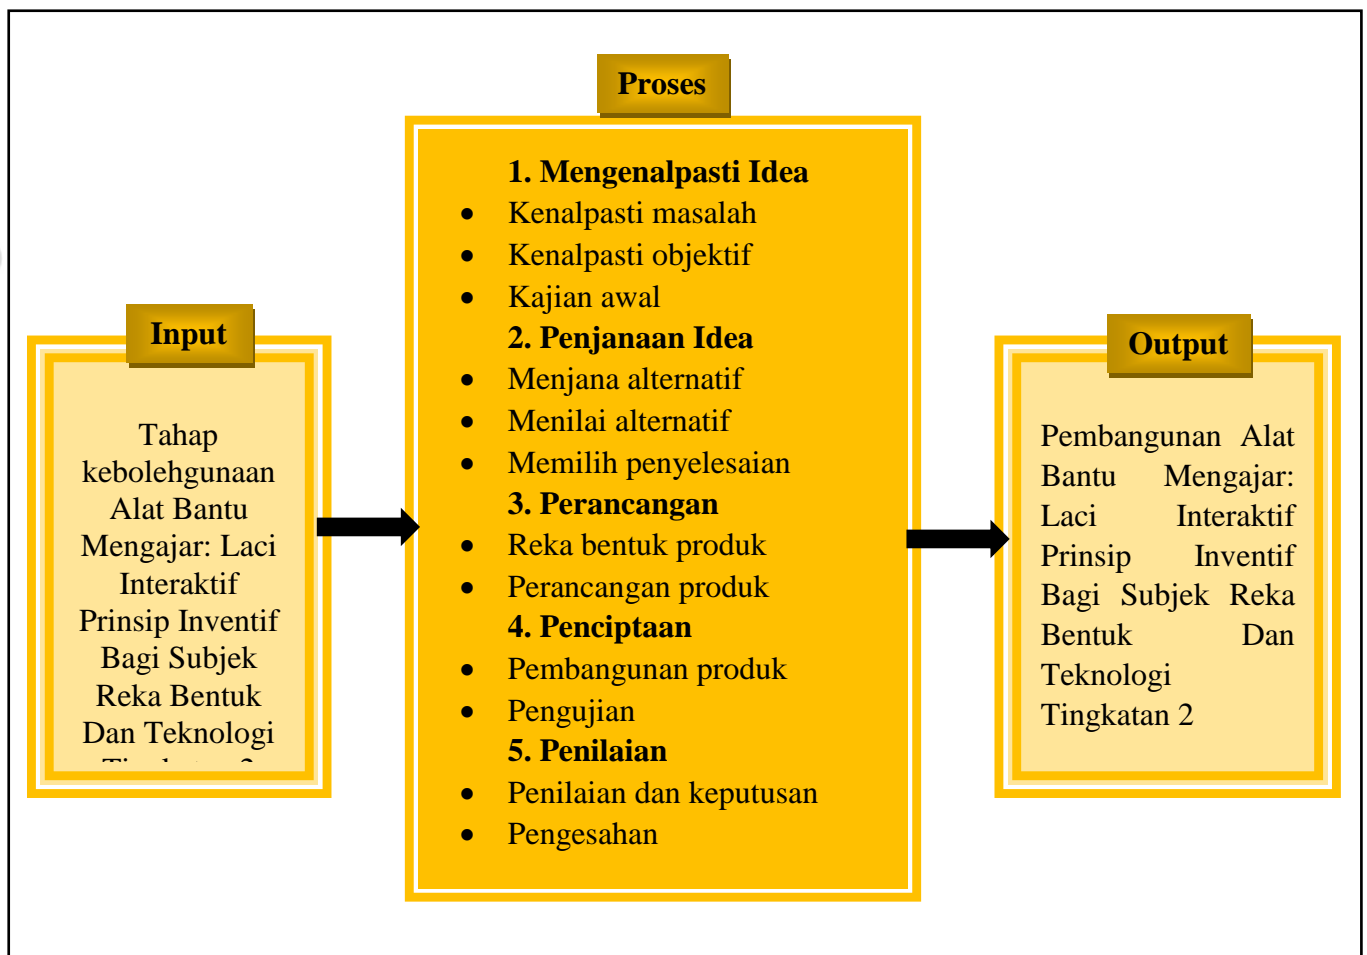 Proses
1. Mengenalpasti Idea
• Kenalpasti masalah
• Kenalpasti objektif
• Kajian awal
2. Penjanaan Idea
• Menjana alternatif
• Menilai alternatif
• Memilih penyelesaian
3. Perancangan
• Reka bentuk produk
• Perancangan produk
4. Penciptaan
• Pembangunan produk
• Pengujian
5. Penilaian
• Penilaian dan keputusan
• Pengesahan
Input
Tahap
kebolehgunaan
Alat Bantu
Mengajar: Laci
Interaktif
Prinsip Inventif
Bagi Subjek
Reka Bentuk
Dan Teknologi
Output
Pembangunan Alat
Bantu Mengajar:
Laci Interaktif
Prinsip Inventif
Bagi Subjek Reka
Bentuk Dan
Teknologi
Tingkatan 2